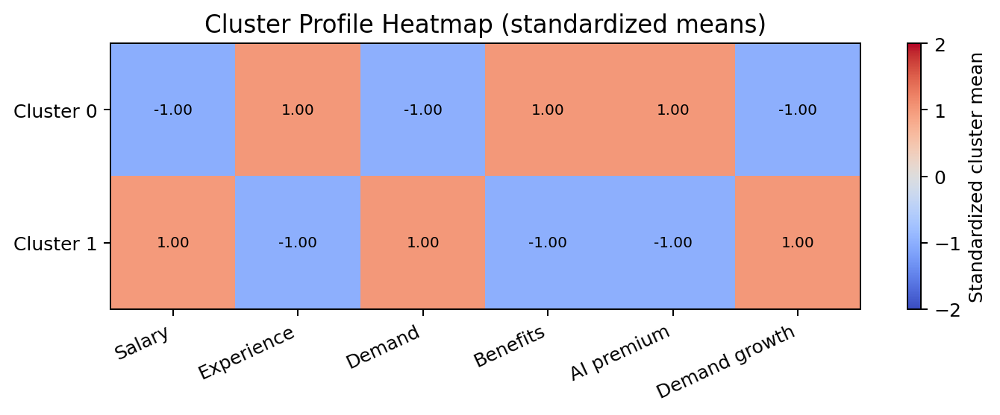 Cluster Profile Heatmap (standardized means)
Cluster 0
-1.00 1.00 -1.00 1.00 1.00 -1.00
Cluster 1
1.00 -1.00 1.00 -1.00 -1.00 1.00
Salary
Experience
Demand
Benefits
AI premium
Demand growth
2
1
0
−1
−2
Standardized cluster mean